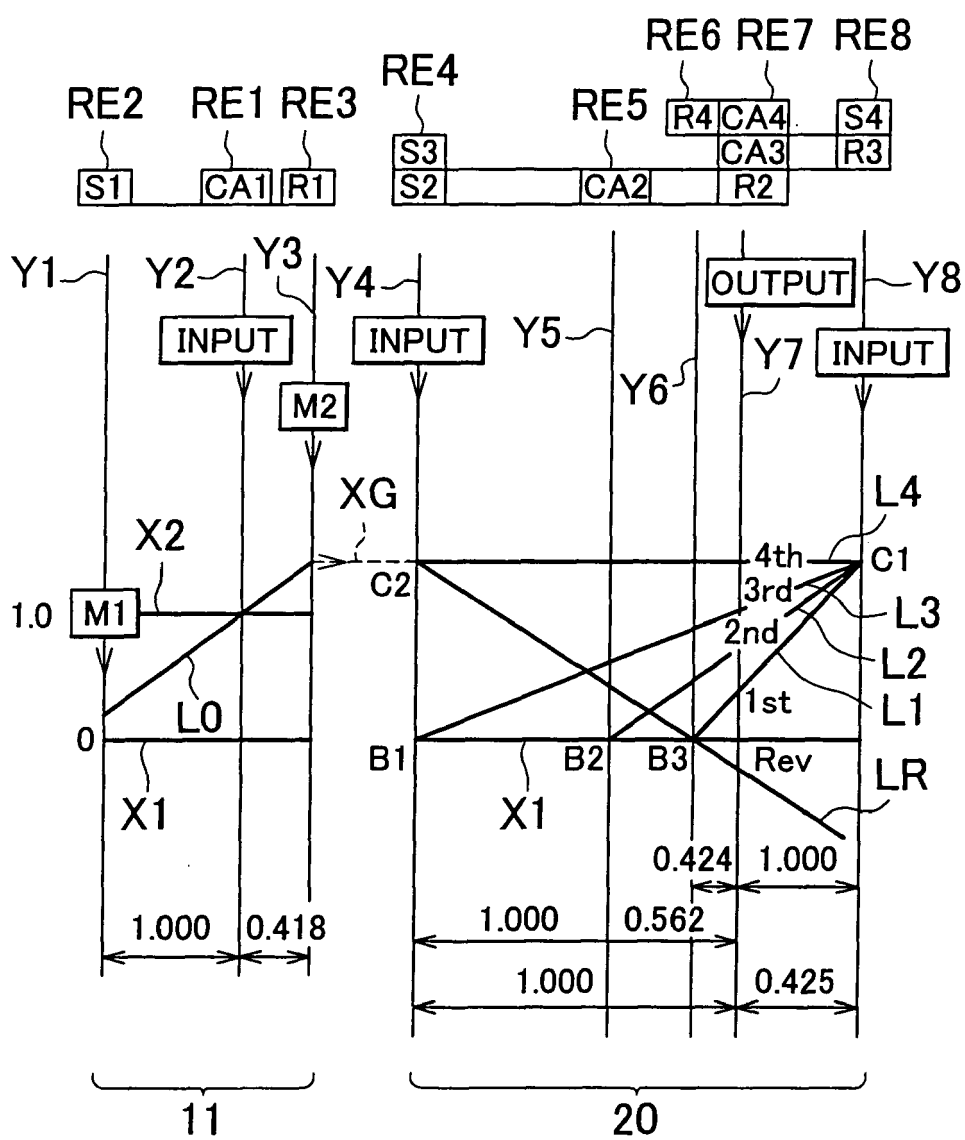 RE6 RE7 RE8
RE4
RE2 RE1 RE3 RE5
R4 CA4 S4
S3 CA3 R3
S1 CA1 R1 S2 CA2 R2
Y1 Y2 Y3 Y4 OUTPUT Y8
INPUT INPUT Y5 Y7 INPUT
Y6
M2
XG L4
X2 4th C1
C2 3rd
1.0 M1 L3
2nd
L2
L0 1st L1
0 B1 B2 B3 Rev
X1 X1 LR
0.424 1.000
1.000 0.418 1.000 0.562
1.000 0.425
11 20